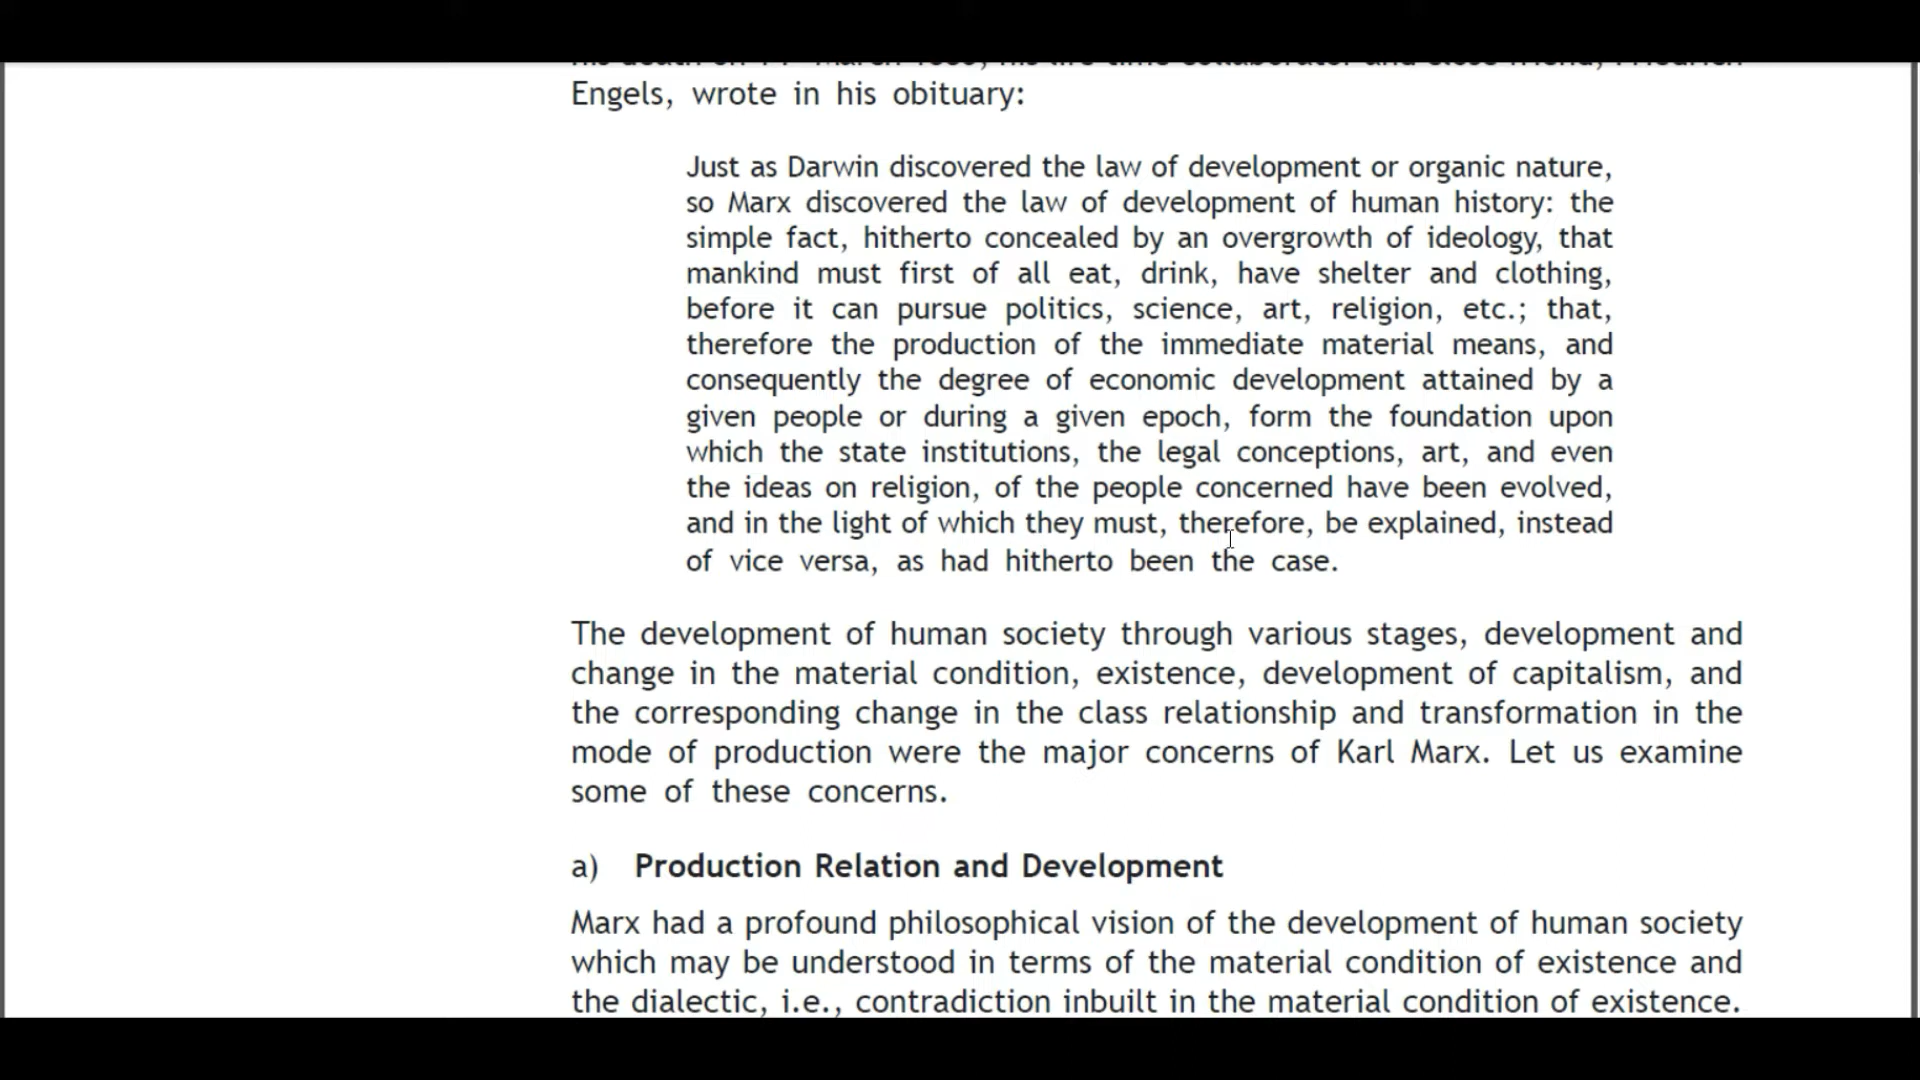 Engels, wrote in his obituary:
Just as Darwin discovered the law of development or organic nature,
so Marx discovered the law of development of human history: the
simple fact, hitherto concealed by an overgrowth of ideology, that
mankind must first of all eat, drink, have shelter and clothing,
before it can pursue politics, science, art, religion, etc.; that,
therefore the production of the immediate material means, and
consequently the degree of economic development attained by a
given people or during a given epoch, form the foundation upon
which the state institutions, the legal conceptions, art, and even
the ideas on religion, of the people concerned have been evolved,
and in the light of which they must, therefore, be explained, instead
of vice versa, as had hitherto been the case.
The development of human society through various stages, development and
change in the material condition, existence, development of capitalism, and
the corresponding change in the class relationship and transformation in the
mode of production were the major concerns of Karl Marx. Let us examine
some of these concerns.
a) Production Relation and Development
Marx had a profound philosophical vision of the development of human society
which may be understood in terms of the material condition of existence and
the dialectic, i.e., contradiction inbuilt in the material condition of existence.